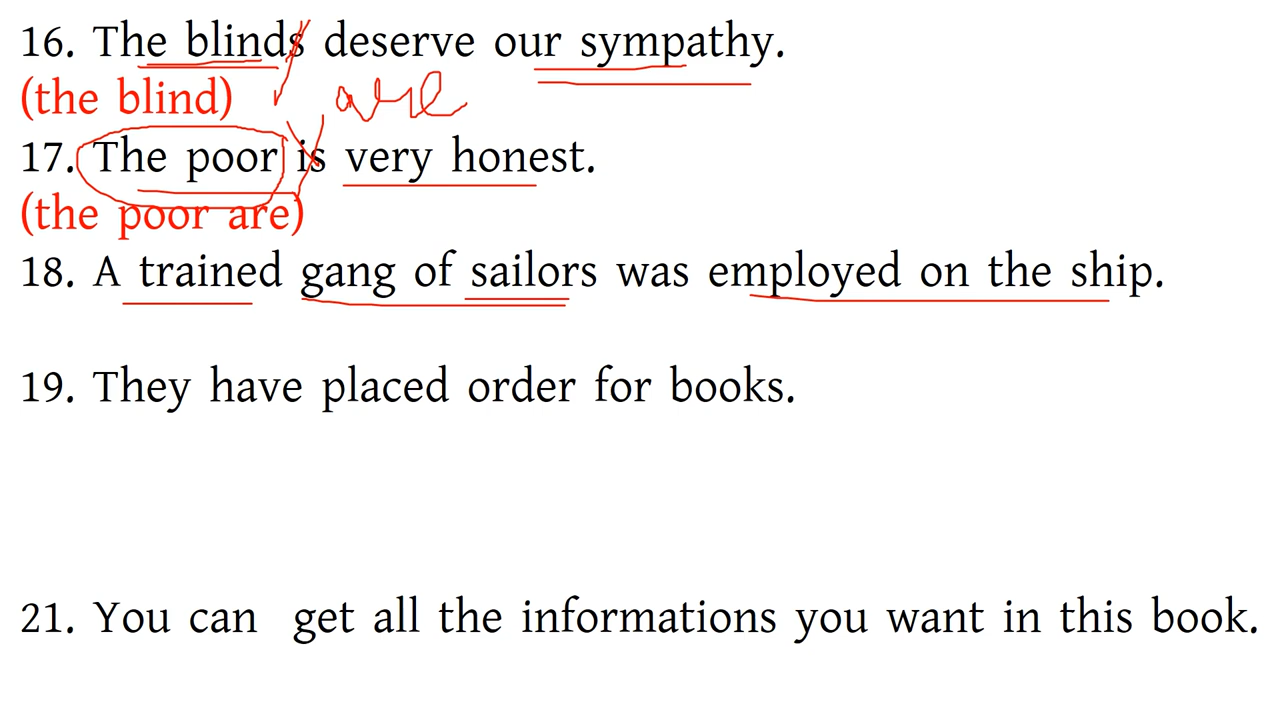 16. The blinds deserve our sympathy.
(the blind) are
17. The poor is very honest.
(the poor are)
18. A trained gang of sailors was employed on the ship.
19. They have placed order for books.
21. You can get all the informations you want in this book.